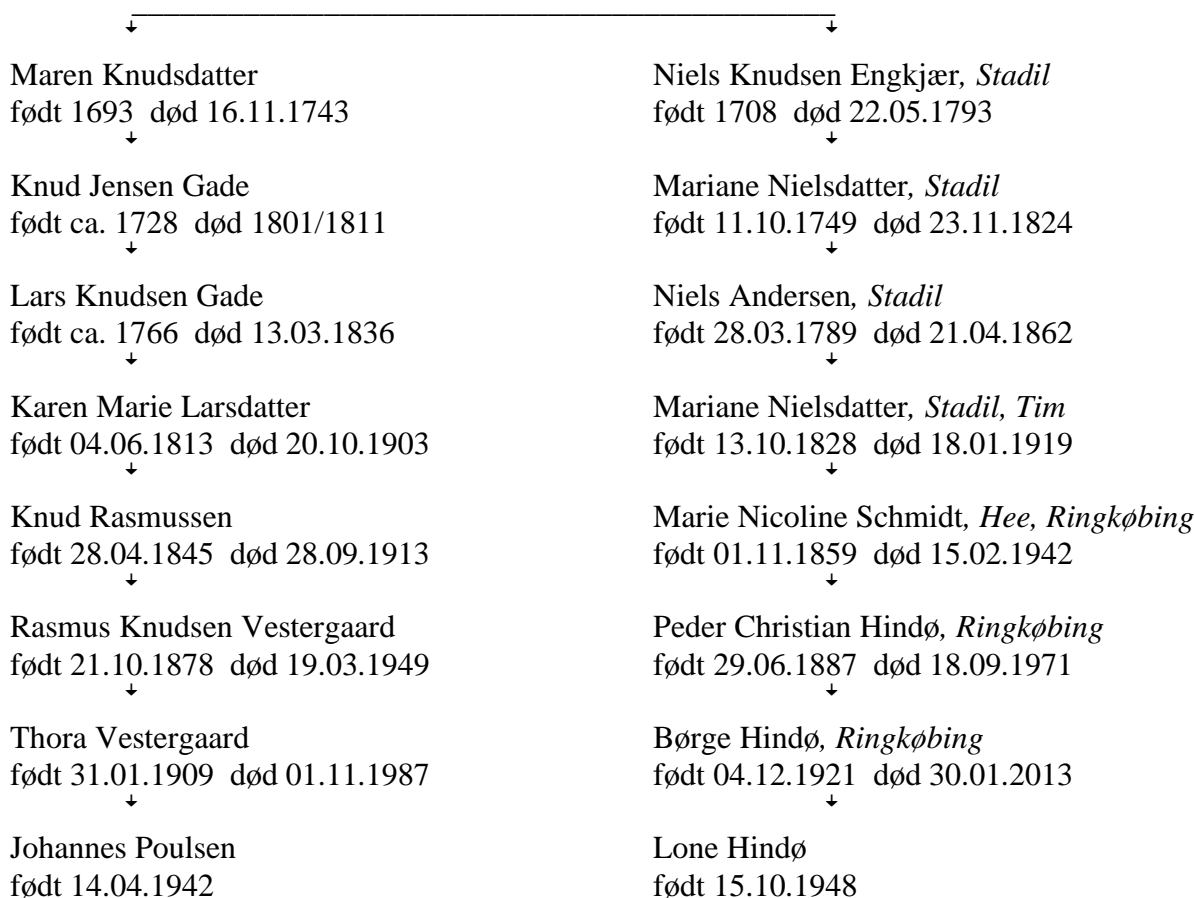 Maren Knudsdatter
født 1693 død 16.11.1743
Knud Jensen Gade
født ca. 1728 død 1801/1811
Lars Knudsen Gade
født ca. 1766 død 13.03.1836
Karen Marie Larsdatter
født 04.06.1813 død 20.10.1903
Knud Rasmussen
født 28.04.1845 død 28.09.1913
Rasmus Knudsen Vestergaard
født 21.10.1878 død 19.03.1949
Thora Vestergaard
født 31.01.1909 død 01.11.1987
Johannes Poulsen
født 14.04.1942
Niels Knudsen Engkjær, Stadil
født 1708 død 22.05.1793
Mariane Nielsdatter, Stadil
født 11.10.1749 død 23.11.1824
Niels Andersen, Stadil
født 28.03.1789 død 21.04.1862
Mariane Nielsdatter, Stadil, Tim
født 13.10.1828 død 18.01.1919
Marie Nicoline Schmidt, Hee, Ringkøbing
født 01.11.1859 død 15.02.1942
Peder Christian Hindø, Ringkøbing
født 29.06.1887 død 18.09.1971
Børge Hindø, Ringkøbing
født 04.12.1921 død 30.01.2013
Lone Hindø
født 15.10.1948